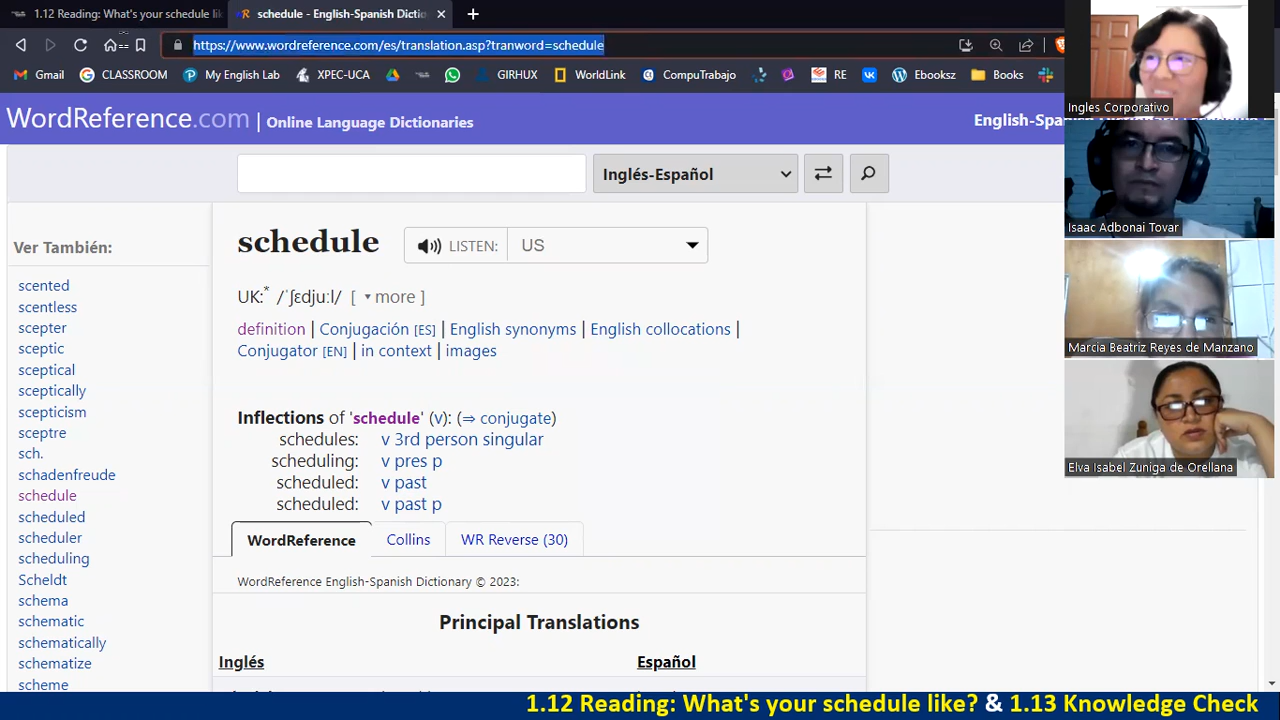 1.12 Reading: What's your schedule lik
schedule - English-Spanish Dictio
https://www.wordreference.com/es/translation.asp?tranword=schedule
Gmail
CLASSROOM
My English Lab
XPEC-UCA
GIRHUX
WorldLink
CompuTrabajo
RE
Ebooksz
Books
WordReference.com | Online Language Dictionaries
English-Spa
Inglés-Español
Ver También:
scented
scentless
scepter
sceptic
sceptical
sceptically
scepticism
sceptre
sch.
schadenfreude
schedule
scheduled
scheduler
scheduling
Scheldt
schema
schematic
schematically
schematize
scheme
schedule
LISTEN:
US
UK:* /ˈʃɛdjuːl/ [ ▾ more ]
definition | Conjugación [ES] | English synonyms | English collocations |
Conjugator [EN] | in context | images
Inflections of 'schedule' (v): (⇒ conjugate)
schedules: v 3rd person singular
scheduling: v pres p
scheduled: v past
scheduled: v past p
WordReference
Collins
WR Reverse (30)
WordReference English-Spanish Dictionary © 2023:
Principal Translations
Inglés
Español
Ingles Corporativo
Isaac Adbonai Tovar
Marcia Beatriz Reyes de Manzano
Elva Isabel Zuniga de Orellana
1.12 Reading: What's your schedule like? & 1.13 Knowledge Check